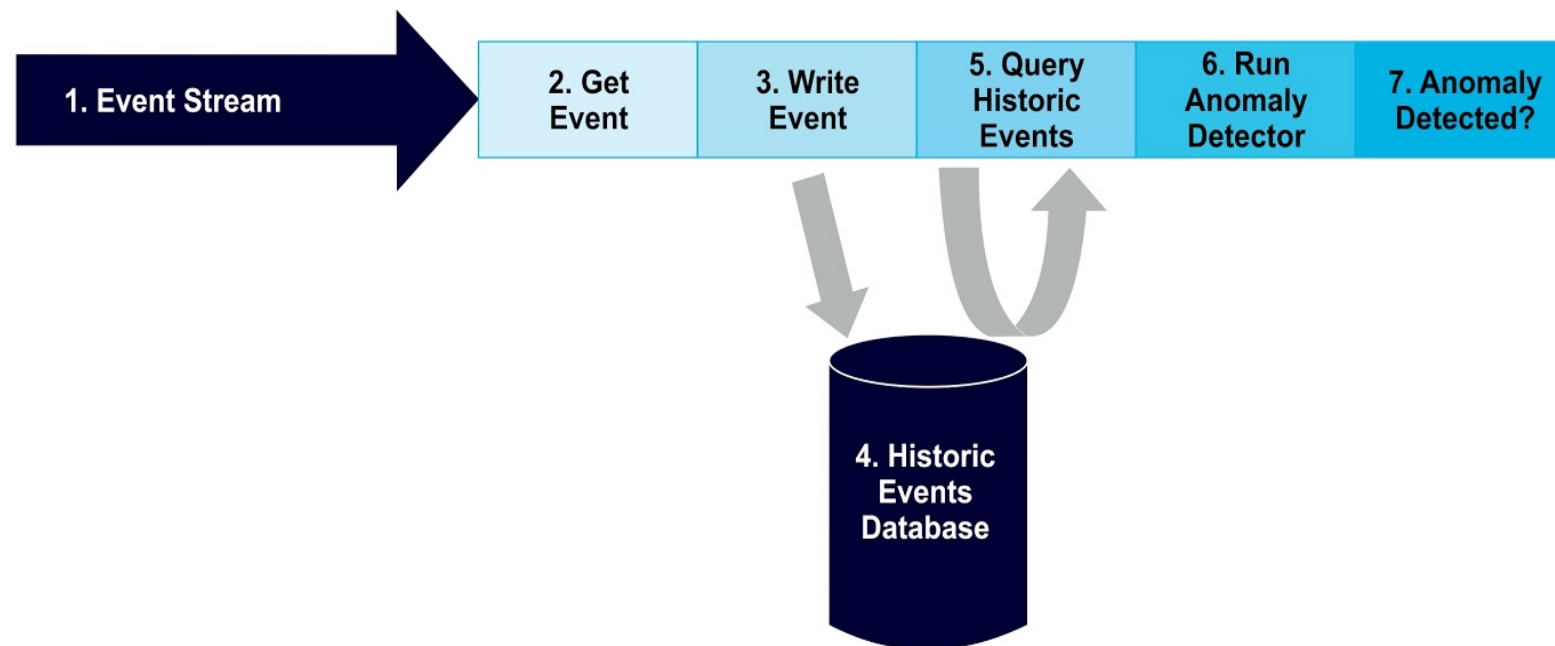 1. Event Stream
2. Get
Event
3. Write
Event
5. Query
Historic
Events
6. Run
Anomaly
Detector
7. Anomaly
Detected?
4. Historic
Events
Database